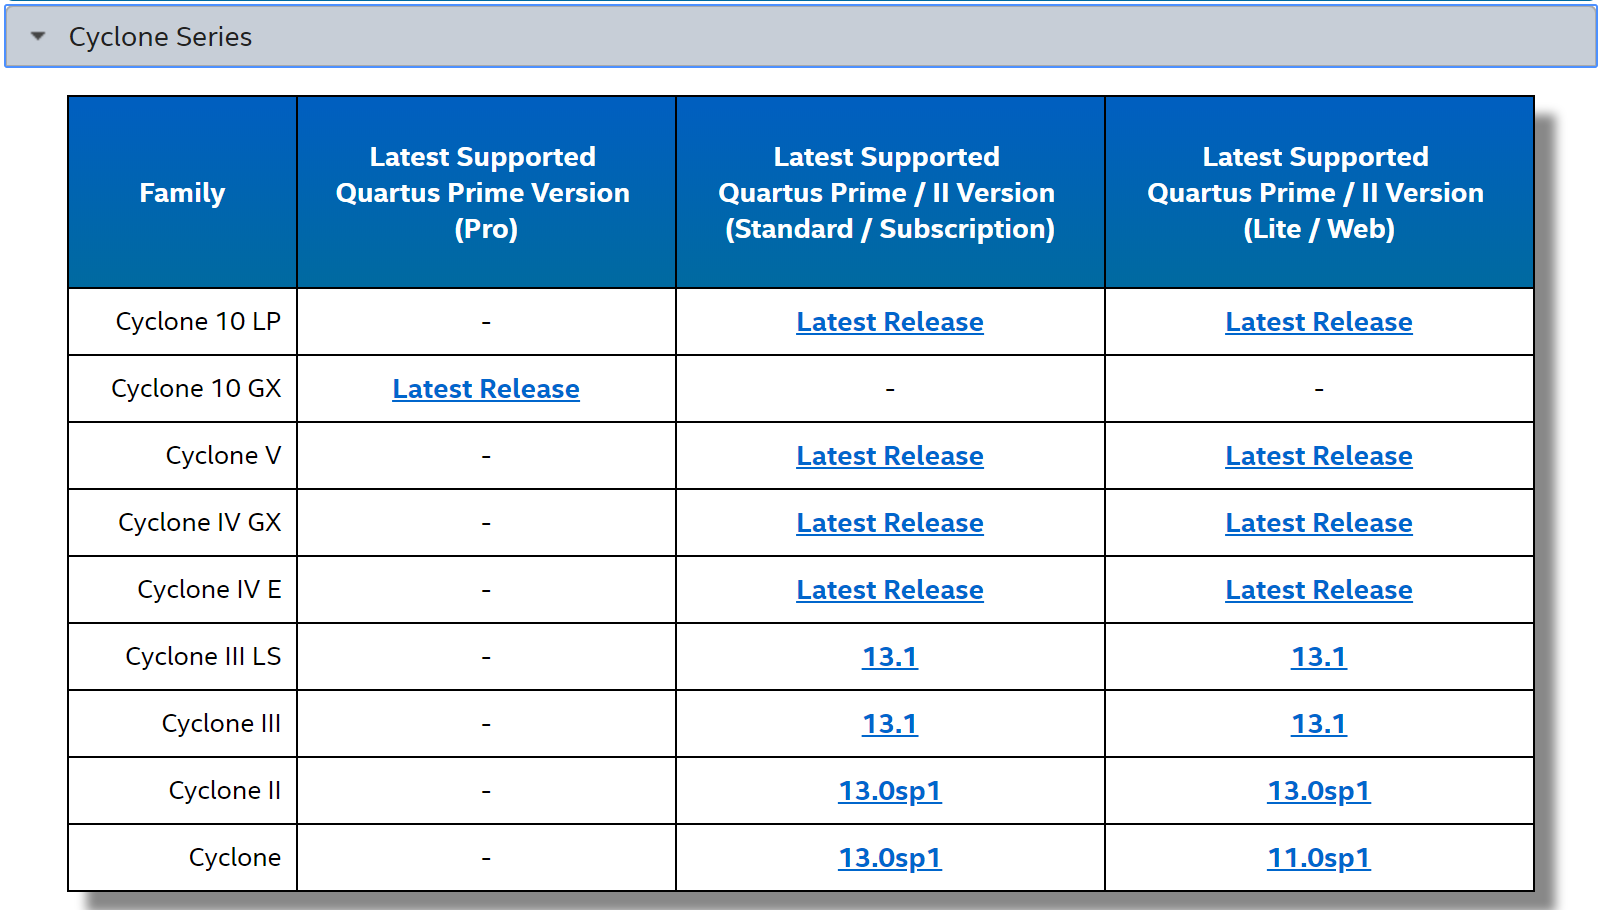 Cyclone Series
Family
Latest Supported
Quartus Prime Version
(Pro)
Latest Supported
Quartus Prime / II Version
(Standard / Subscription)
Latest Supported
Quartus Prime / II Version
(Lite / Web)
Cyclone 10 LP - Latest Release Latest Release
Cyclone 10 GX Latest Release - -
Cyclone V - Latest Release Latest Release
Cyclone IV GX - Latest Release Latest Release
Cyclone IV E - Latest Release Latest Release
Cyclone III LS - 13.1 13.1
Cyclone III - 13.1 13.1
Cyclone II - 13.0sp1 13.0sp1
Cyclone - 13.0sp1 11.0sp1